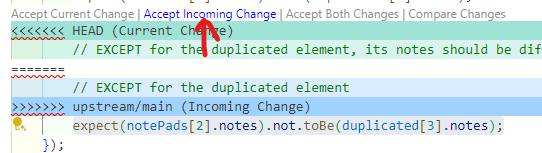 Accept Current Change | Accept Incoming Change | Accept Both Changes | Compare Changes
<<<<<<< HEAD (Current Change)
// EXCEPT for the duplicated element, its notes should be dif
=======
// EXCEPT for the duplicated element
>>>>>>> upstream/main (Incoming Change)
expect(notePads[2].notes).not.toBe(duplicated[3].notes);
});